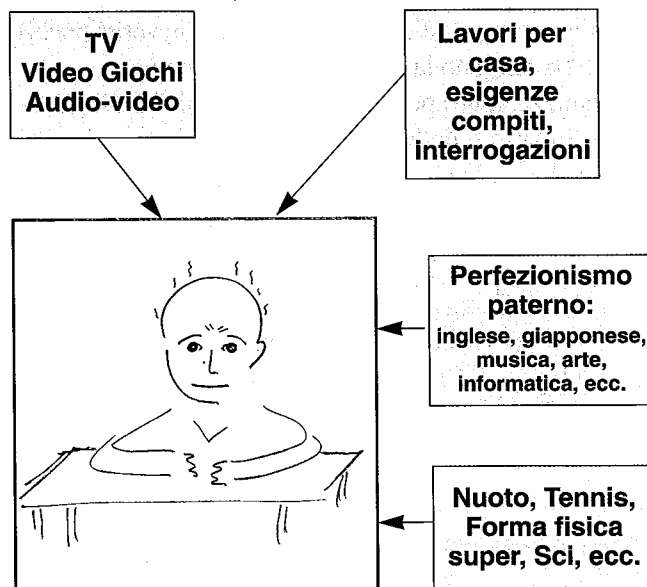 TV
Video Giochi
Audio-video
Lavori per
casa,
esigenze
compiti,
interrogazioni
Perfezionismo
paterno:
inglese, giapponese,
musica, arte,
informatica, ecc.
Nuoto, Tennis,
Forma fisica
super, Sci, ecc.